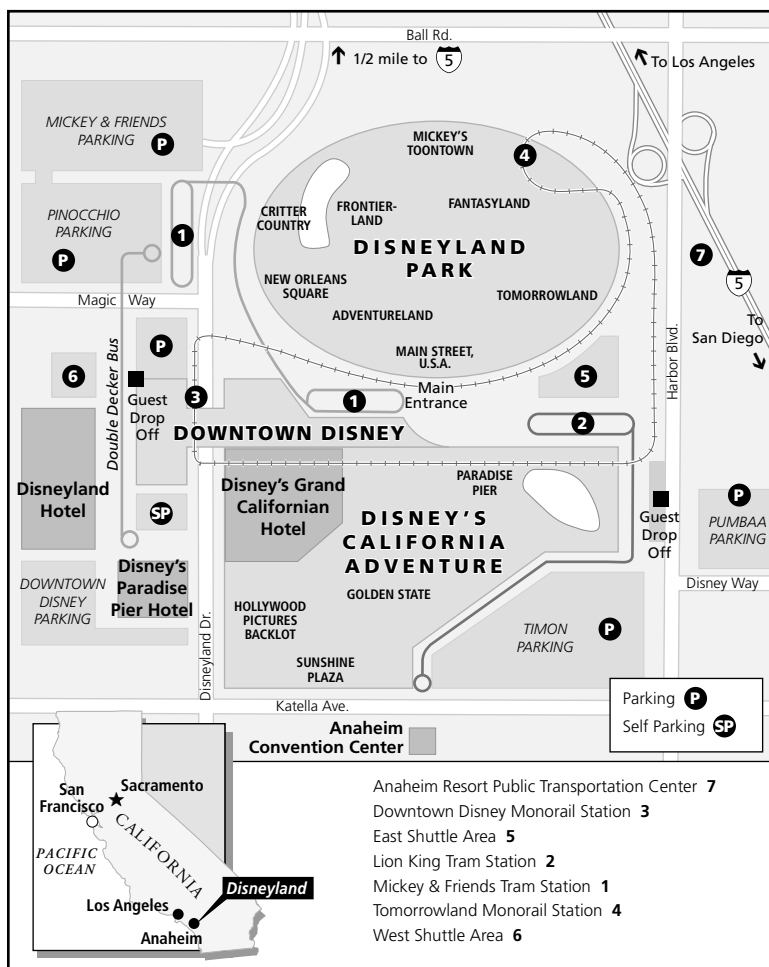 Ball Rd.
1/2 mile to 5
To Los Angeles
MICKEY & FRIENDS
PARKING
P
MICKEY'S
TOONTOWN
4
PINOCCHIO
PARKING
P
1
CRITTER
COUNTRY
FRONTIER-
LAND
FANTASYLAND
DISNEYLAND
PARK
7
5
NEW ORLEANS
SQUARE
TOMORROWLAND
Magic Way
ADVENTURELAND
To
San Diego
Harbor Blvd.
MAIN STREET,
U.S.A.
P
6
5
Double Decker Bus
Guest
Drop
Off
3
1
Main
Entrance
2
DOWNTOWN DISNEY
Disneyland
Hotel
SP
Disney's Grand
Californian
Hotel
PARADISE
PIER
DISNEY'S
CALIFORNIA
ADVENTURE
Guest
Drop
Off
P
PUMBAA
PARKING
Disney Way
DOWNTOWN
DISNEY
PARKING
Disney's
Paradise
Pier Hotel
GOLDEN STATE
HOLLYWOOD
PICTURES
BACKLOT
TIMON
PARKING
P
Disneyland Dr.
SUNSHINE
PLAZA
Katella Ave.
Anaheim
Convention Center
Parking P
Self Parking SP
San
Francisco
Sacramento
CALIFORNIA
PACIFIC
OCEAN
Disneyland
Los Angeles
Anaheim
Anaheim Resort Public Transportation Center 7
Downtown Disney Monorail Station 3
East Shuttle Area 5
Lion King Tram Station 2
Mickey & Friends Tram Station 1
Tomorrowland Monorail Station 4
West Shuttle Area 6